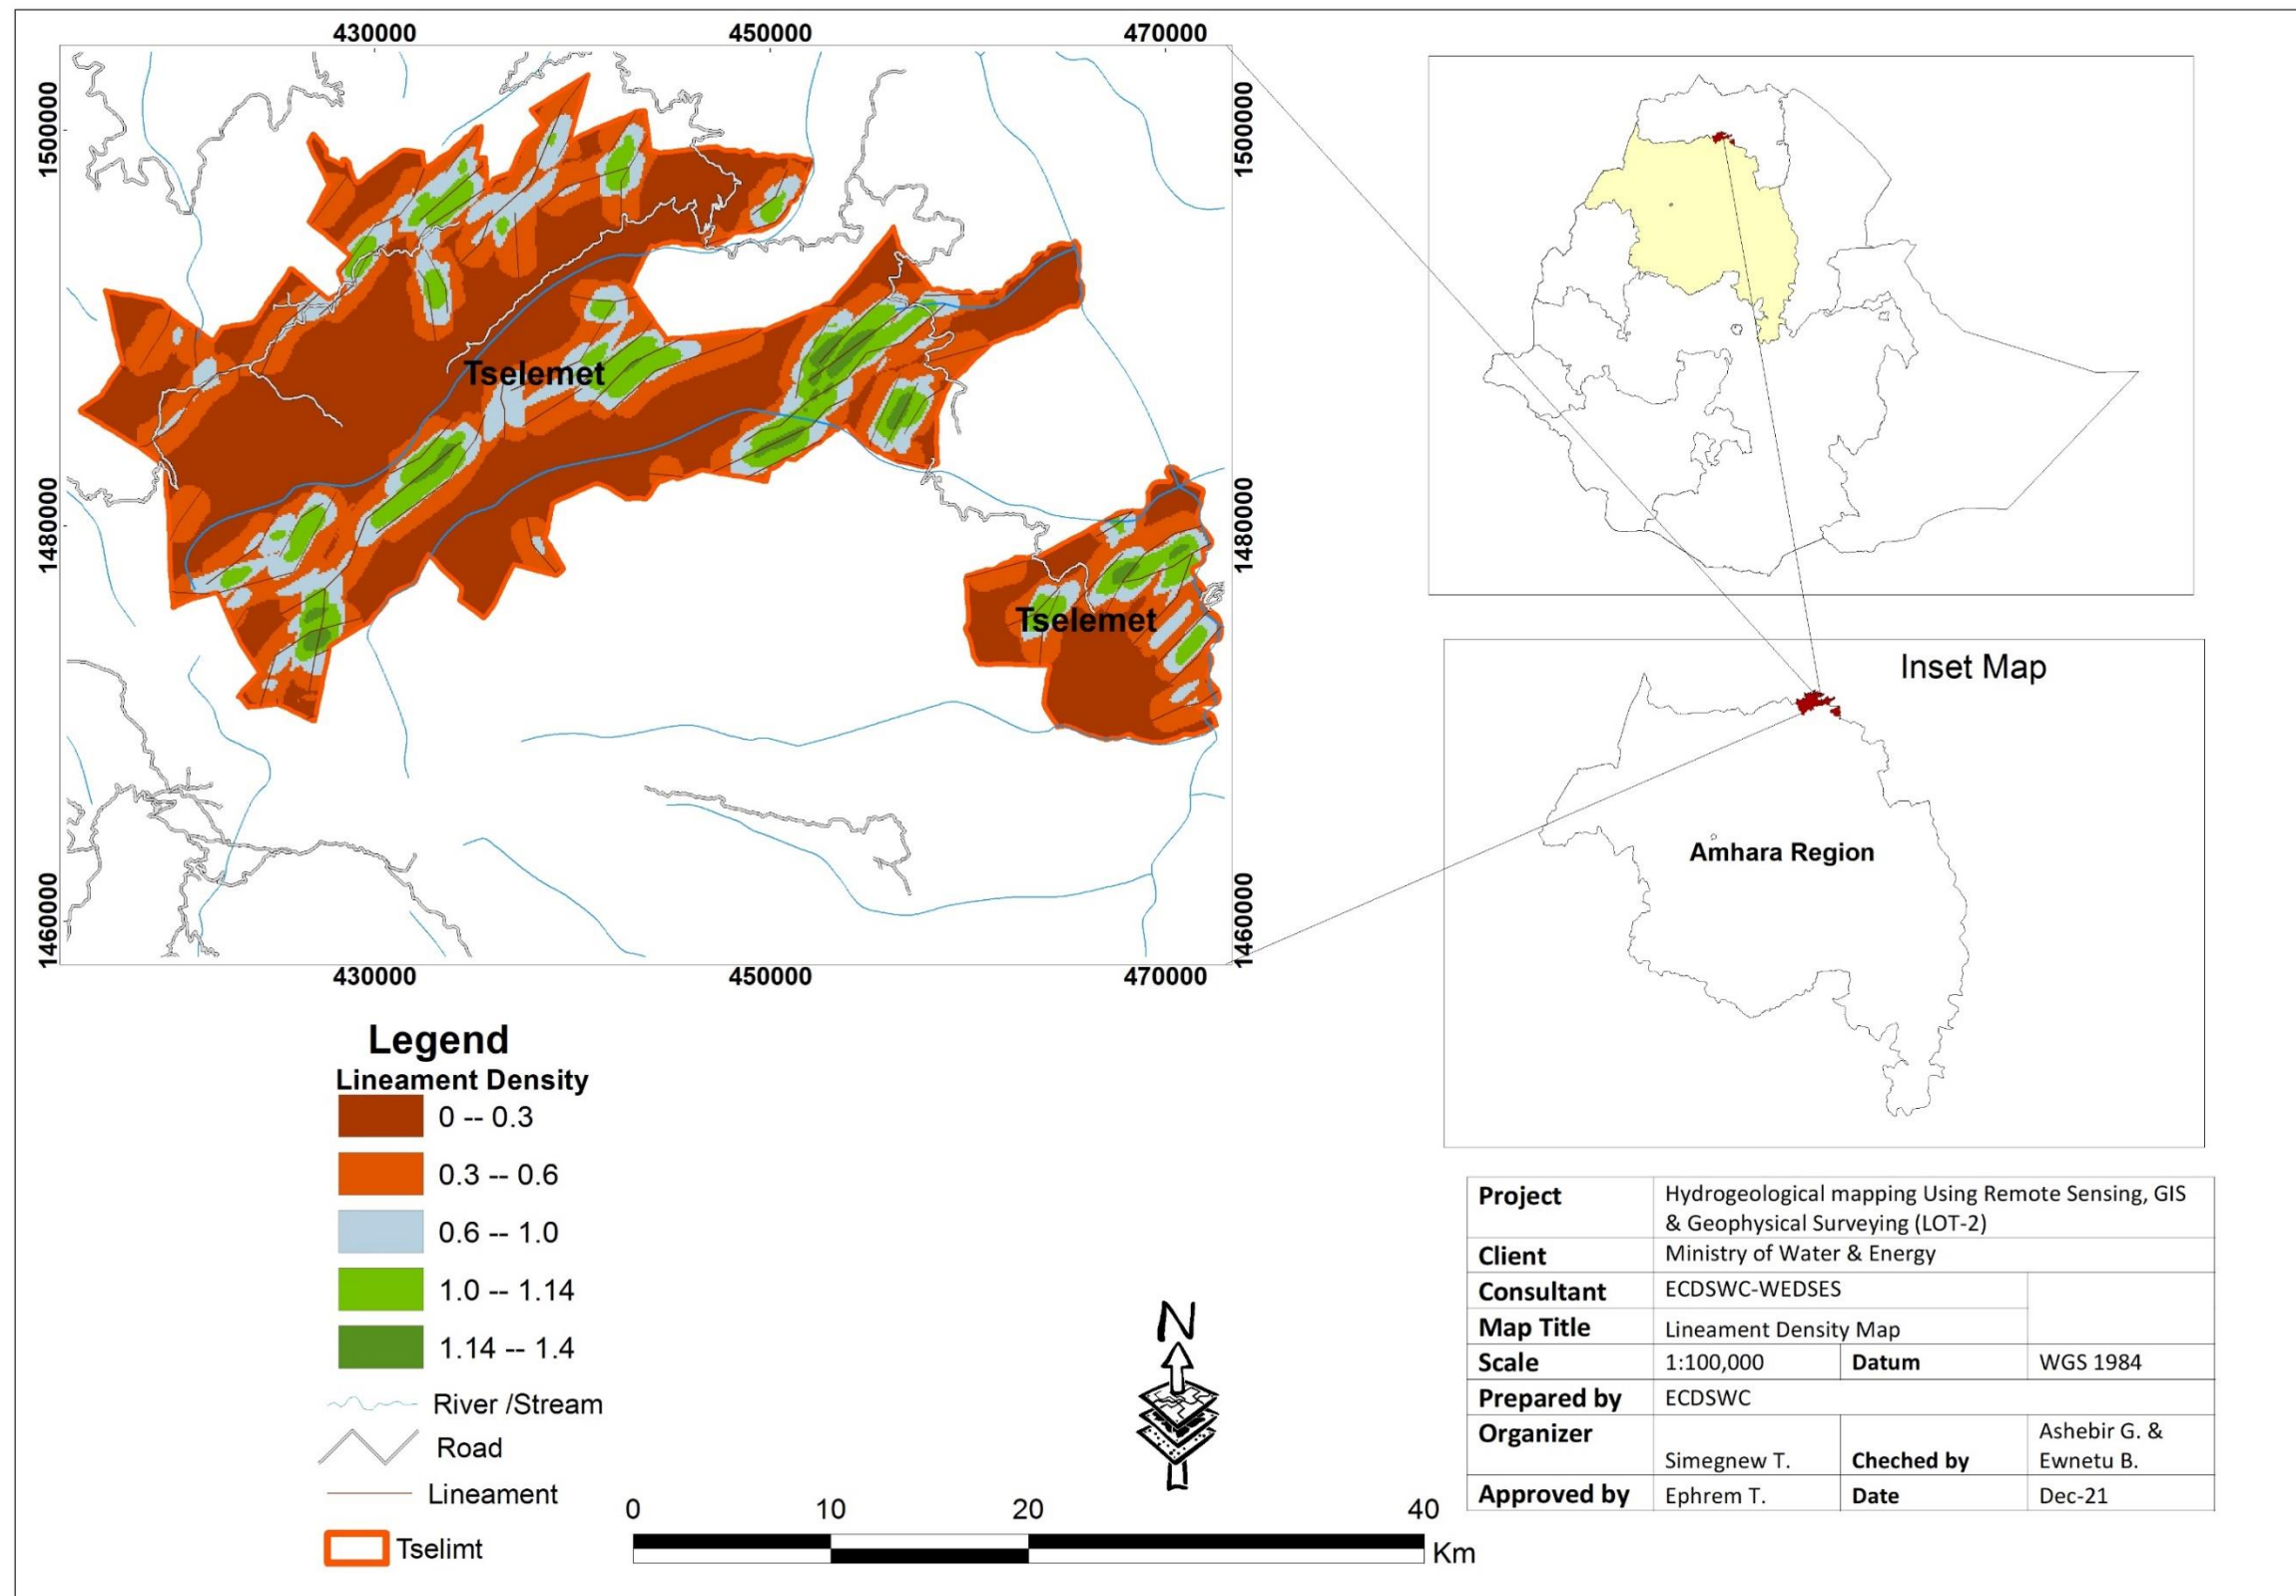 430000 450000 470000
1500000 1500000
1480000 1480000
1460000 1460000
Tselemet
Tselemet
430000 450000 470000
Inset Map
Amhara Region
Legend
Lineament Density
0 -- 0.3
0.3 -- 0.6
0.6 -- 1.0
1.0 -- 1.14
1.14 -- 1.4
River /Stream
Road
Lineament
Tselimt
N
0 10 20 40
Km
Project Hydrogeological mapping Using Remote Sensing, GIS
& Geophysical Surveying (LOT-2)
Client Ministry of Water & Energy
Consultant ECDSWC-WEDSES
Map Title Lineament Density Map
Scale 1:100,000 Datum WGS 1984
Prepared by ECDSWC
Organizer Simegnew T. Cheched by Ashebir G. &
Ewnetu B.
Approved by Ephrem T. Date Dec-21